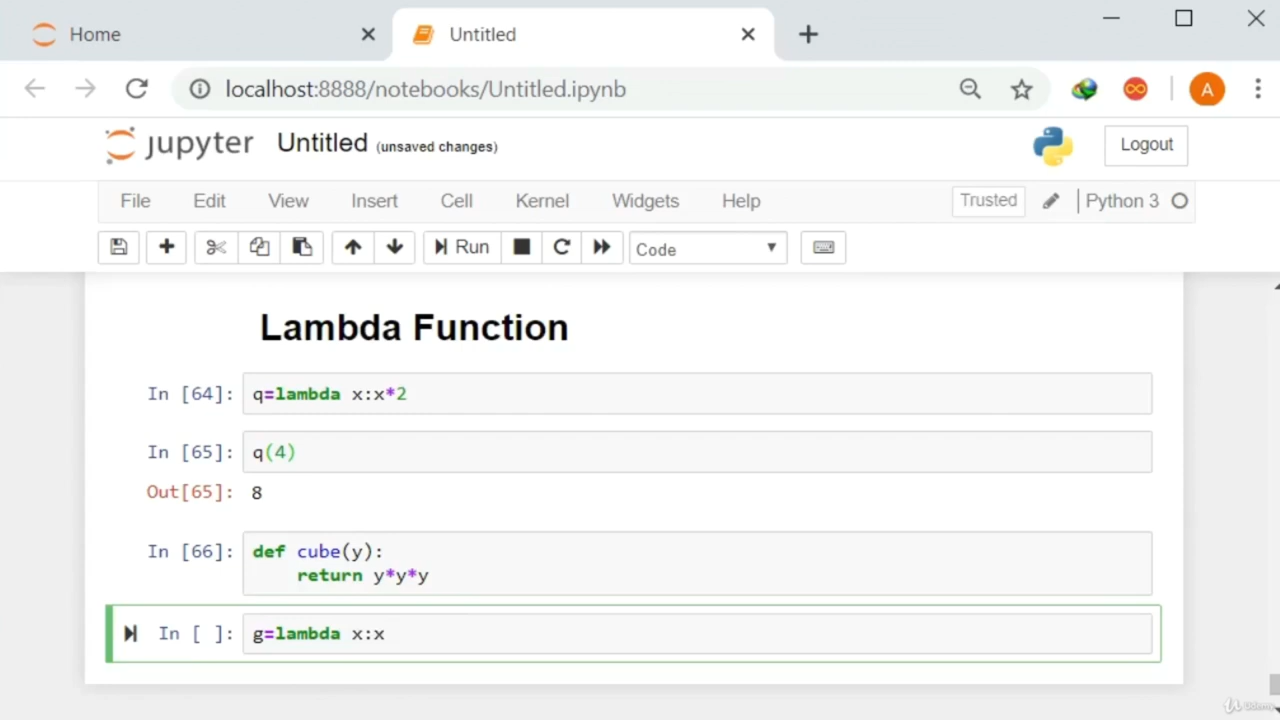 Home
Untitled
localhost:8888/notebooks/Untitled.ipynb
A
jupyter Untitled (unsaved changes)
Logout
File Edit View Insert Cell Kernel Widgets Help Trusted Python 3
Run Code
Lambda Function
In [64]: q=lambda x:x*2
In [65]: q(4)
Out[65]: 8
In [66]: def cube(y):
return y*y*y
In [ ]: g=lambda x:x
Udemy